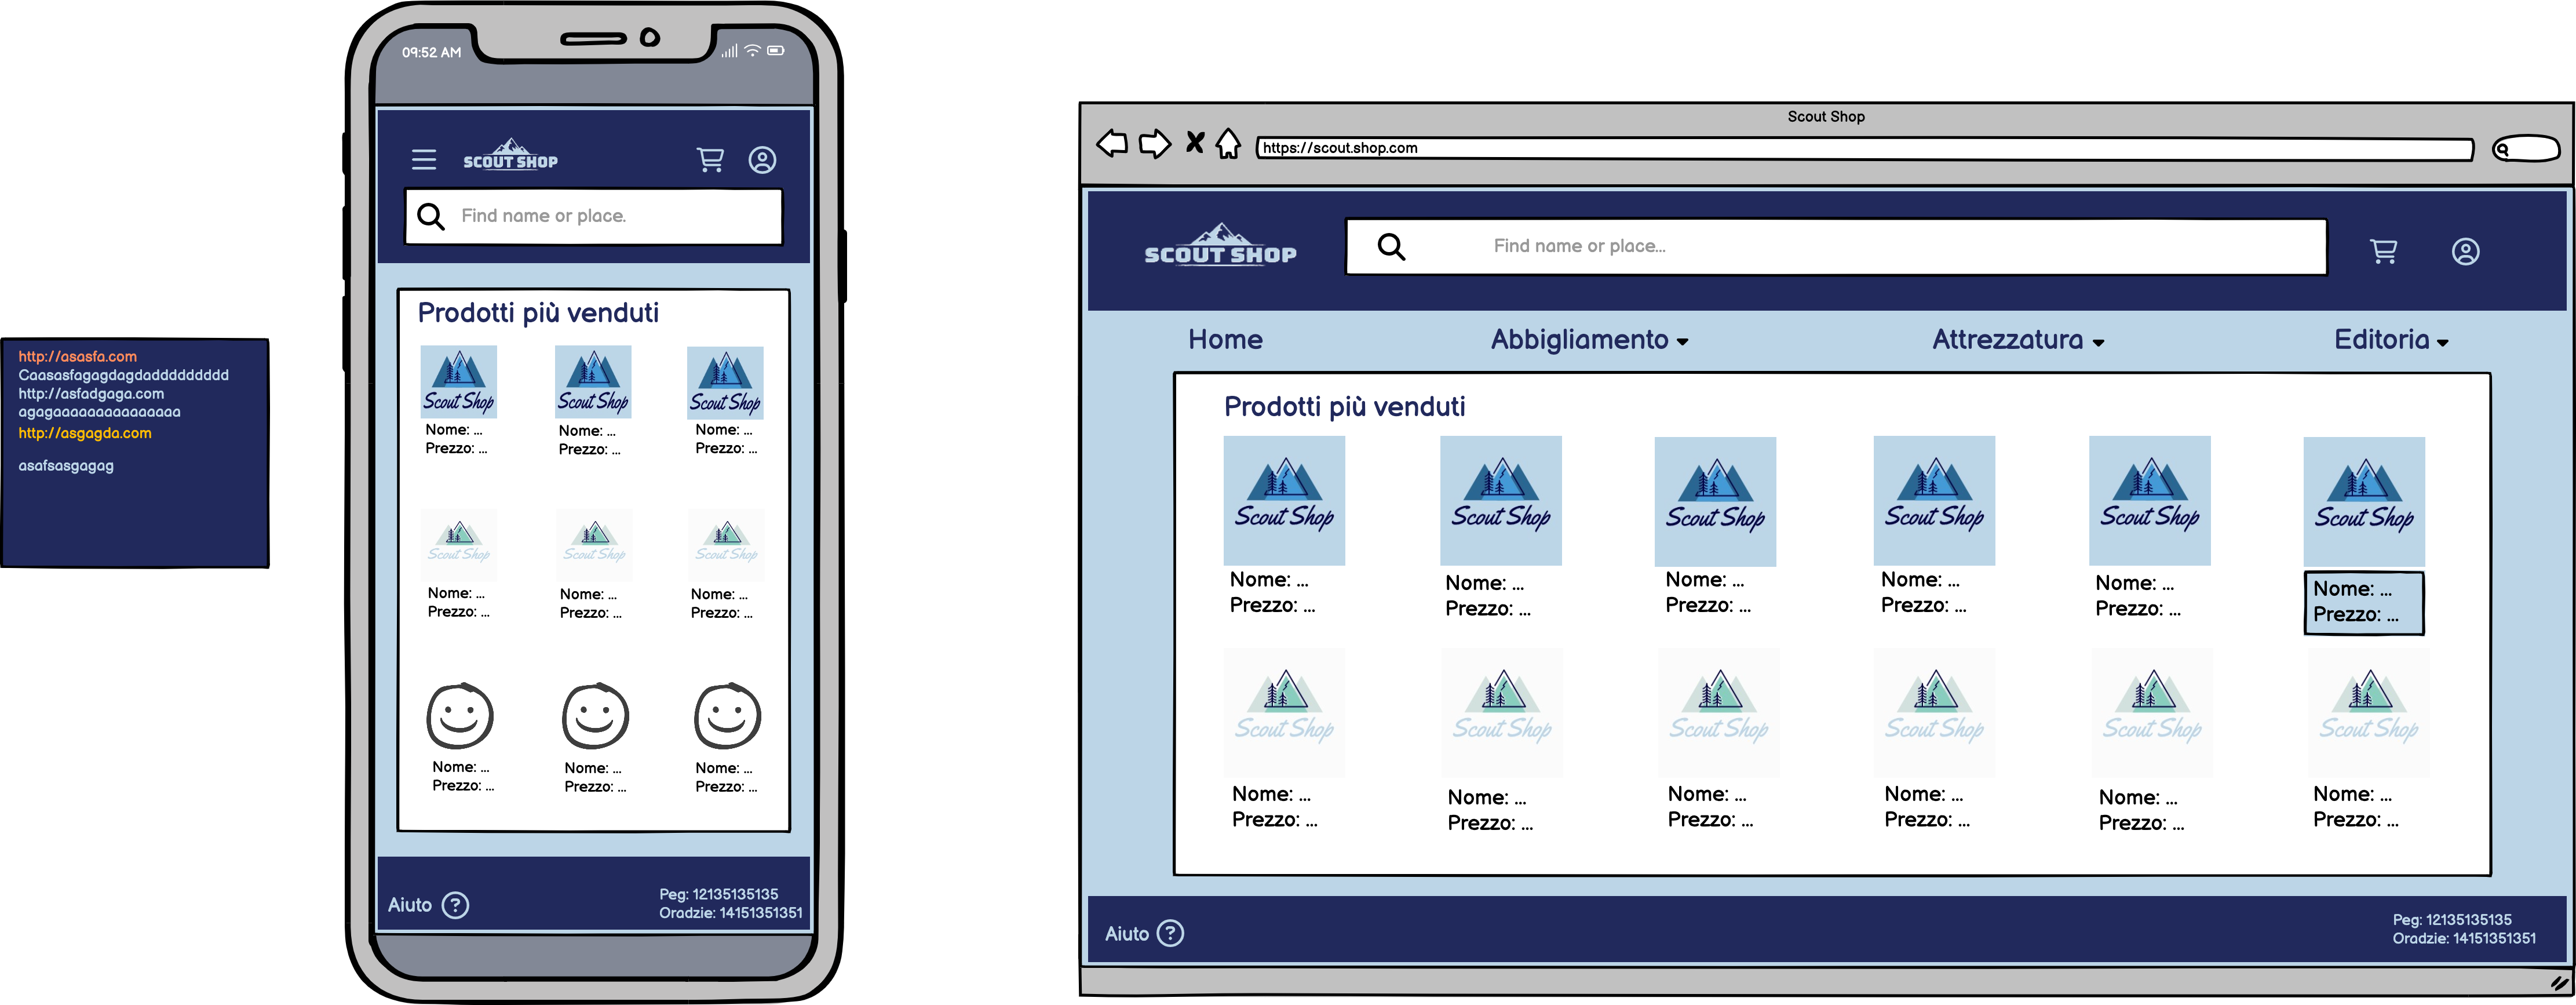 http://asasfa.com
Caasasfagagdagdadddddddd
http://asfadgaga.com
agagaaaaaaaaaaaaaaa
http://asgagda.com
asafsasgagag
09:52 AM
SCOUT SHOP
Find name or place.
Prodotti più venduti
Scout Shop Scout Shop Scout Shop
Nome: ... Nome: ... Nome: ...
Prezzo: ... Prezzo: ... Prezzo: ...
Scout Shop Scout Shop Scout Shop
Nome: ... Nome: ... Nome: ...
Prezzo: ... Prezzo: ... Prezzo: ...
Nome: ... Nome: ... Nome: ...
Prezzo: ... Prezzo: ... Prezzo: ...
Aiuto ?
Peg: 12135135135
Oradzie: 14151351351
Scout Shop
https://scout.shop.com
SCOUT SHOP
Find name or place...
Home Abbigliamento Attrezzatura Editoria
Prodotti più venduti
Scout Shop Scout Shop Scout Shop Scout Shop Scout Shop Scout Shop
Nome: ... Nome: ... Nome: ... Nome: ... Nome: ... Nome: ...
Prezzo: ... Prezzo: ... Prezzo: ... Prezzo: ... Prezzo: ... Prezzo: ...
Scout Shop Scout Shop Scout Shop Scout Shop Scout Shop Scout Shop
Nome: ... Nome: ... Nome: ... Nome: ... Nome: ... Nome: ...
Prezzo: ... Prezzo: ... Prezzo: ... Prezzo: ... Prezzo: ... Prezzo: ...
Aiuto ?
Peg: 12135135135
Oradzie: 14151351351